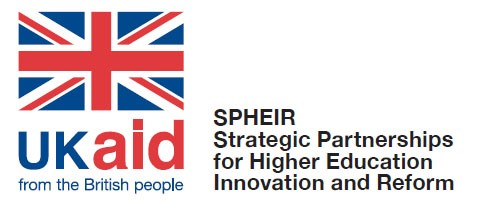 UKaid
from the British people
SPHEIR
Strategic Partnerships
for Higher Education
Innovation and Reform